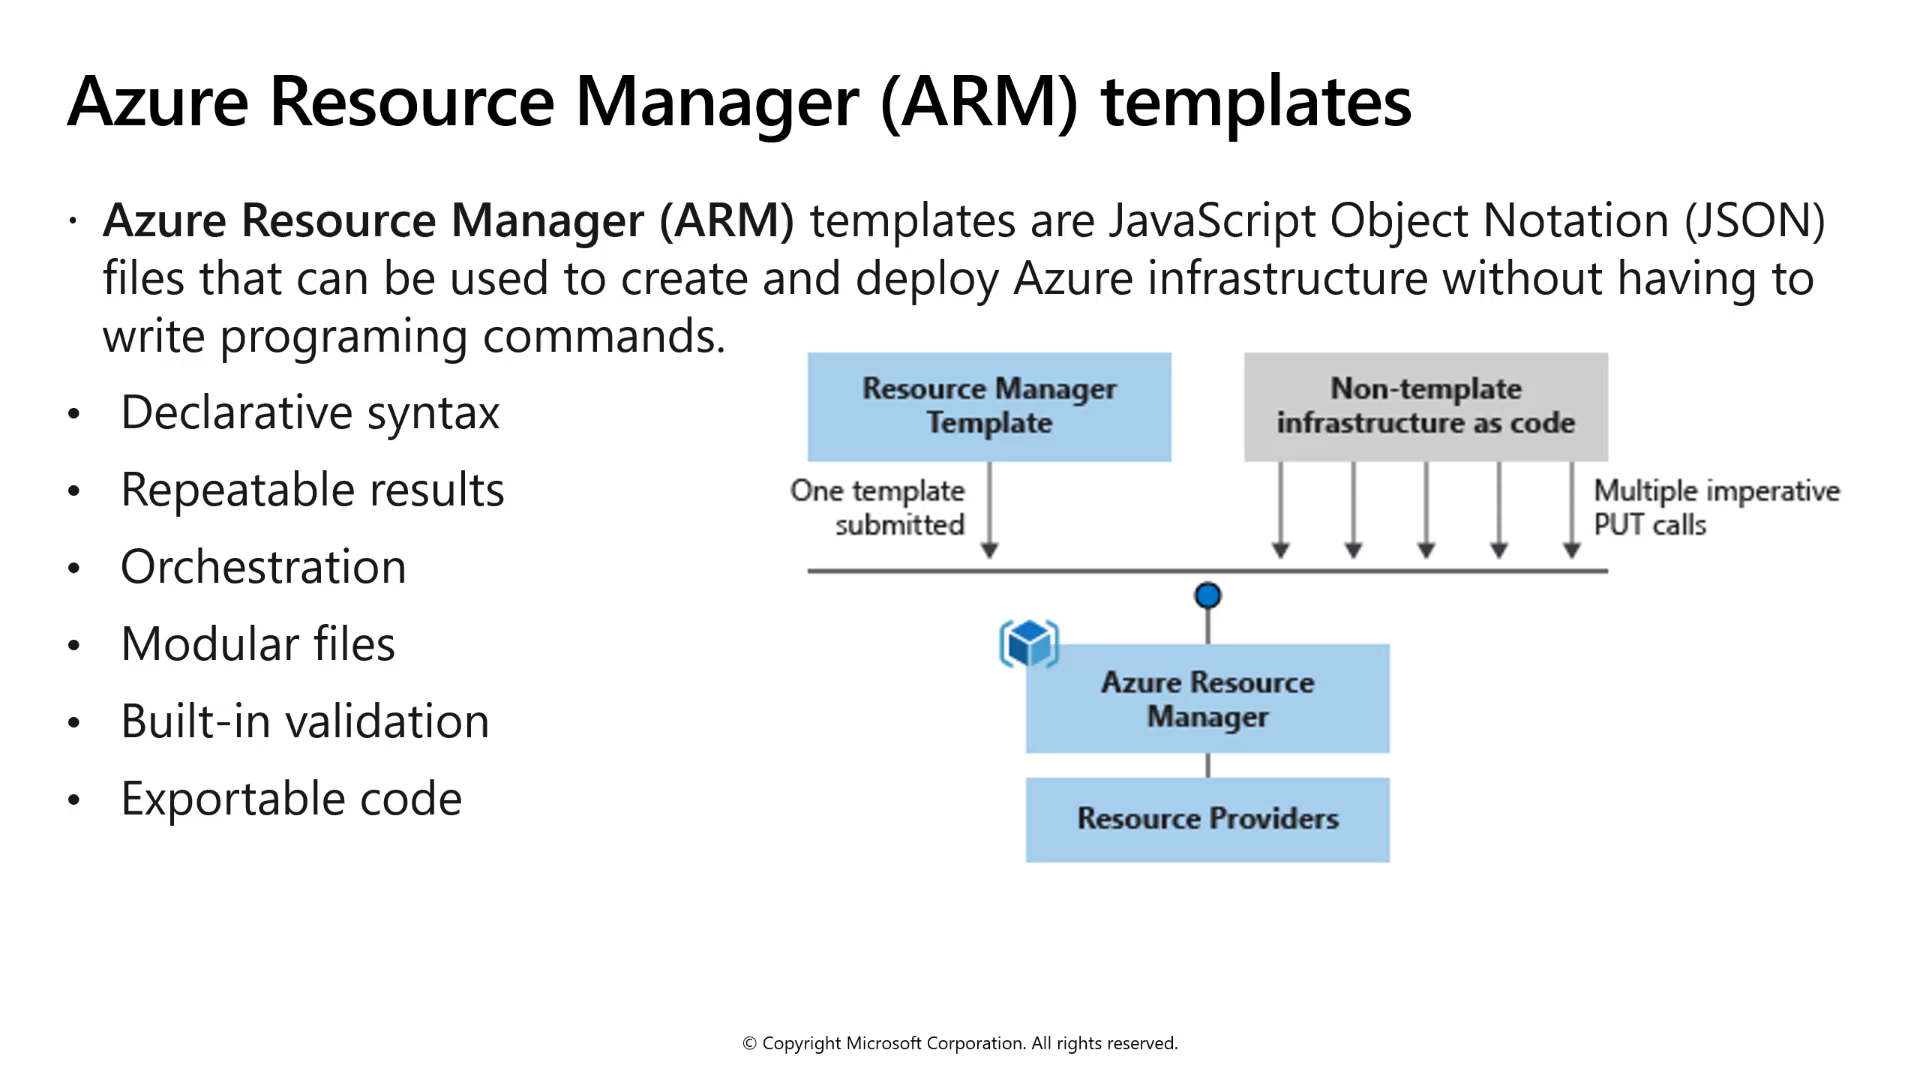 Azure Resource Manager (ARM) templates
· Azure Resource Manager (ARM) templates are JavaScript Object Notation (JSON)
files that can be used to create and deploy Azure infrastructure without having to
write programing commands.
• Declarative syntax
• Repeatable results
• Orchestration
• Modular files
• Built-in validation
• Exportable code
Resource Manager
Template
Non-template
infrastructure as code
One template
submitted
Multiple imperative
PUT calls
Azure Resource
Manager
Resource Providers
© Copyright Microsoft Corporation. All rights reserved.